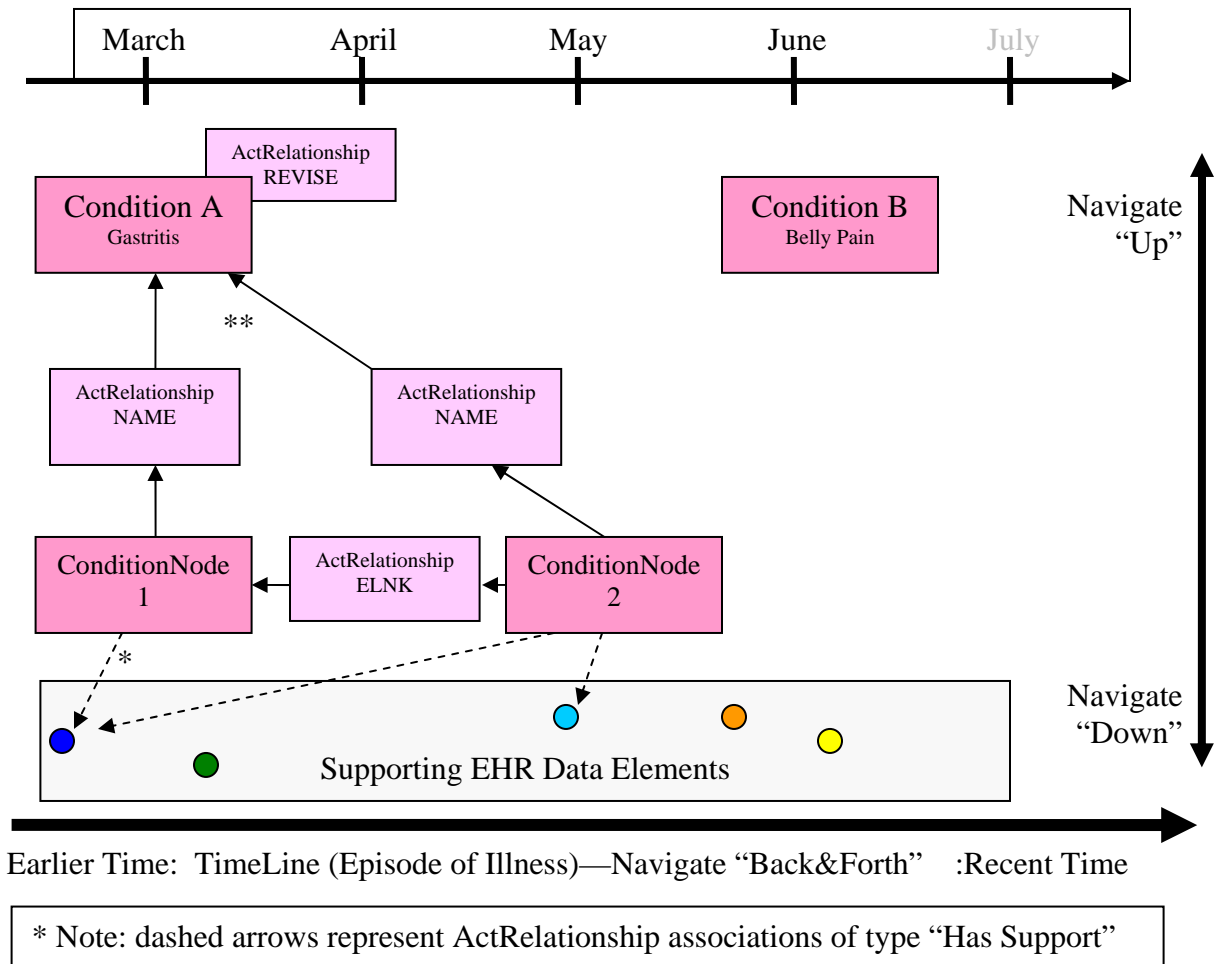 March April May June July
ActRelationship
REVISE
Condition A
Gastritis
Condition B
Belly Pain
Navigate
“Up”
**
ActRelationship
NAME
ActRelationship
NAME
ConditionNode
1
ActRelationship
ELNK
ConditionNode
2
*
Navigate
“Down”
Supporting EHR Data Elements
Earlier Time: TimeLine (Episode of Illness)—Navigate “Back&Forth” :Recent Time
* Note: dashed arrows represent ActRelationship associations of type “Has Support”